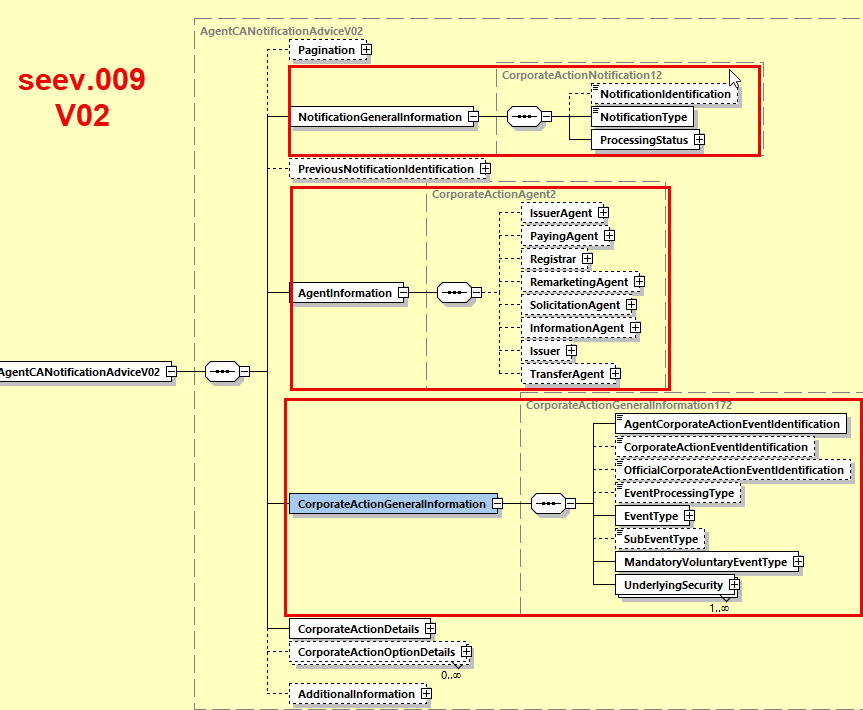 AgentCANotificationAdviceV02
seev.009
V02
Pagination
CorporateActionNotification12
NotificationGeneralInformation
NotificationIdentification
NotificationType
ProcessingStatus
PreviousNotificationIdentification
CorporateActionAgent2
AgentInformation
IssuerAgent
PayingAgent
Registrar
RemarketingAgent
SolicitationAgent
InformationAgent
Issuer
TransferAgent
AgentCANotificationAdviceV02
CorporateActionGeneralInformation172
CorporateActionGeneralInformation
AgentCorporateActionEventIdentification
CorporateActionEventIdentification
OfficialCorporateActionEventIdentification
EventProcessingType
EventType
SubEventType
MandatoryVoluntaryEventType
UnderlyingSecurity
1..∞
CorporateActionDetails
CorporateActionOptionDetails
0..∞
AdditionalInformation